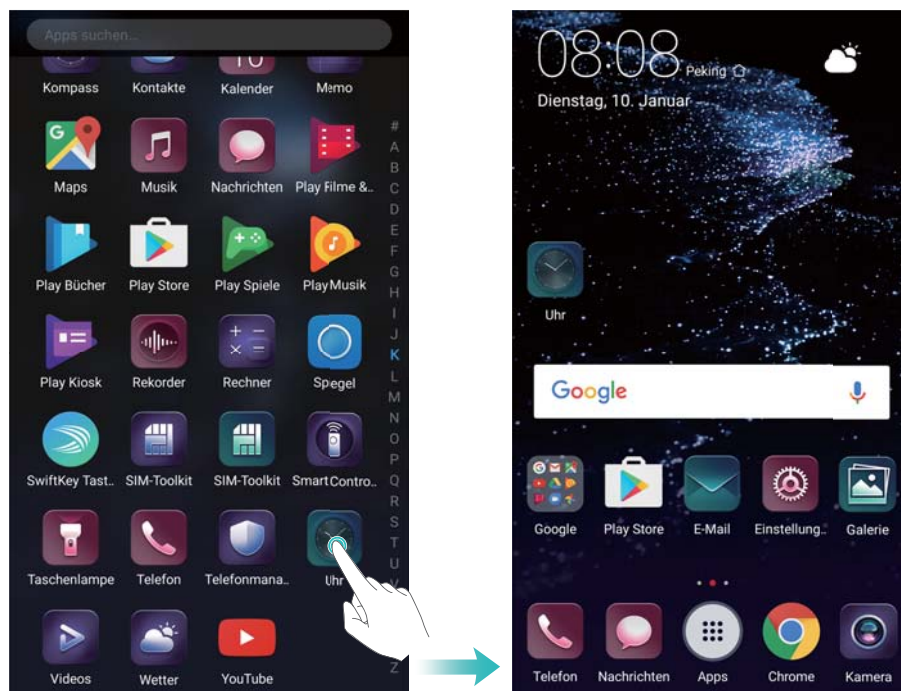 Apps suchen...
Kompass Kontakte Kalender Memo
#
A
Maps Musik Nachrichten Play Filme &..
B
C
D
E
F
G
Play Bücher Play Store Play Spiele Play Musik
H
I
J
K
Play Kiosk Rekorder Rechner Spiegel
L
M
N
O
P
SwiftKey Tast.. SIM-Toolkit SIM-Toolkit SmartContro..
Q
R
S
T
U
Taschenlampe Telefon Telefonmana.. Uhr
V
Z
Videos Wetter YouTube
08:08 Peking
Dienstag, 10. Januar
Uhr
Google
Google Play Store E-Mail Einstellung.. Galerie
Telefon Nachrichten Apps Chrome Kamera